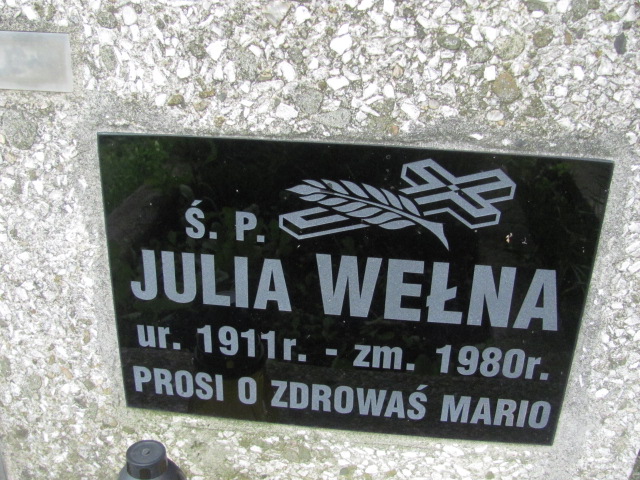 Ś. P.
JULIA WEŁNA
ur. 1911r. - zm. 1980r.
PROSI O ZDROWAŚ MARIO